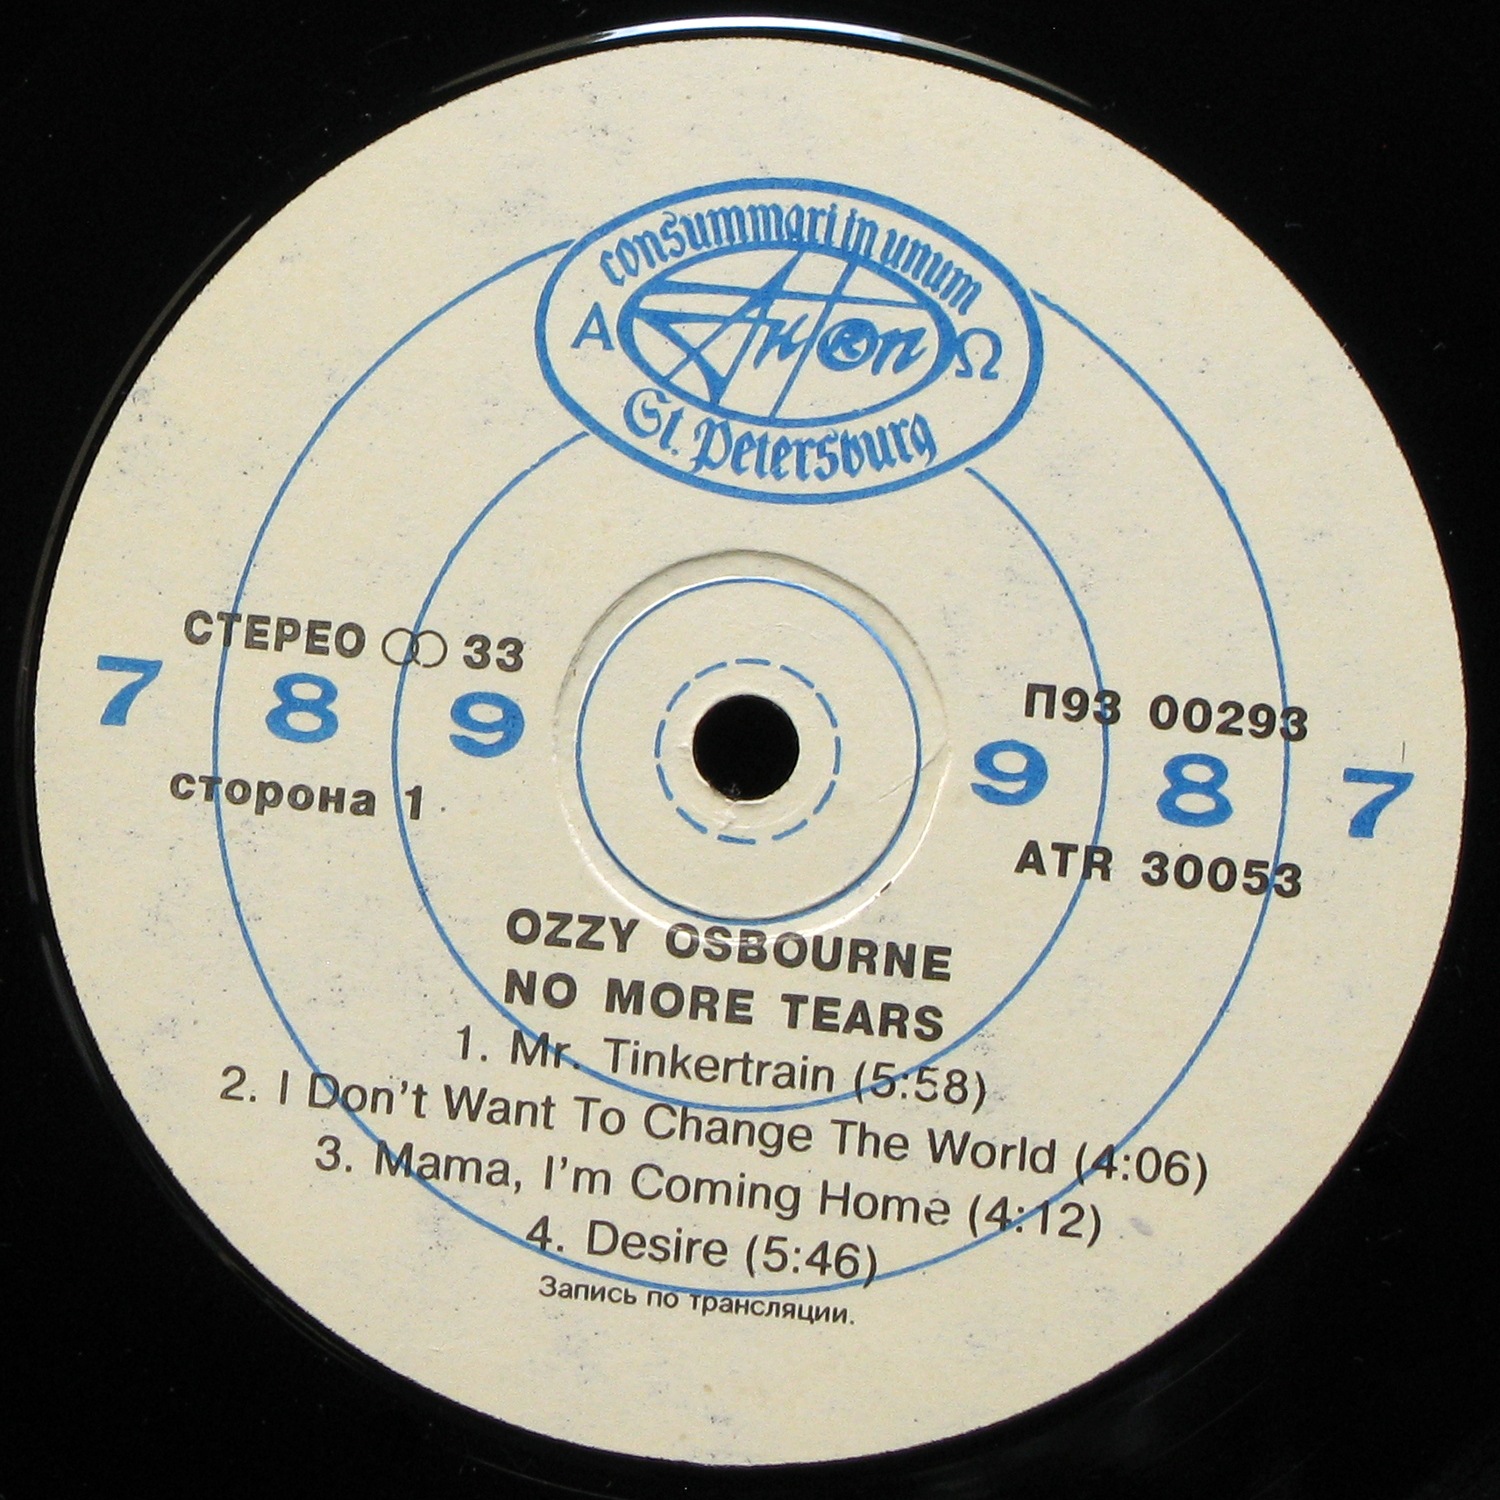 consummari in unum
А Ω
АнтОп
St. Petersburg
СТЕРЕО 33
7 8 9
сторона 1
П93 00293
9 8 7
ATR 30053
OZZY OSBOURNE
NO MORE TEARS
1. Mr. Tinkertrain (5:58)
2. I Don't Want To Change The World (4:06)
3. Mama, I'm Coming Home (4:12)
4. Desire (5:46)
Запись по трансляции.